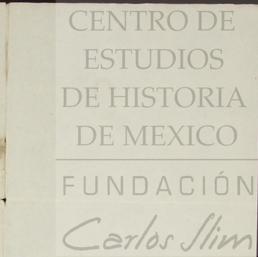 CENTRO DE
ESTUDIOS
DE HISTORIA
DE MEXICO
FUNDACIÓN
Carlos Slim